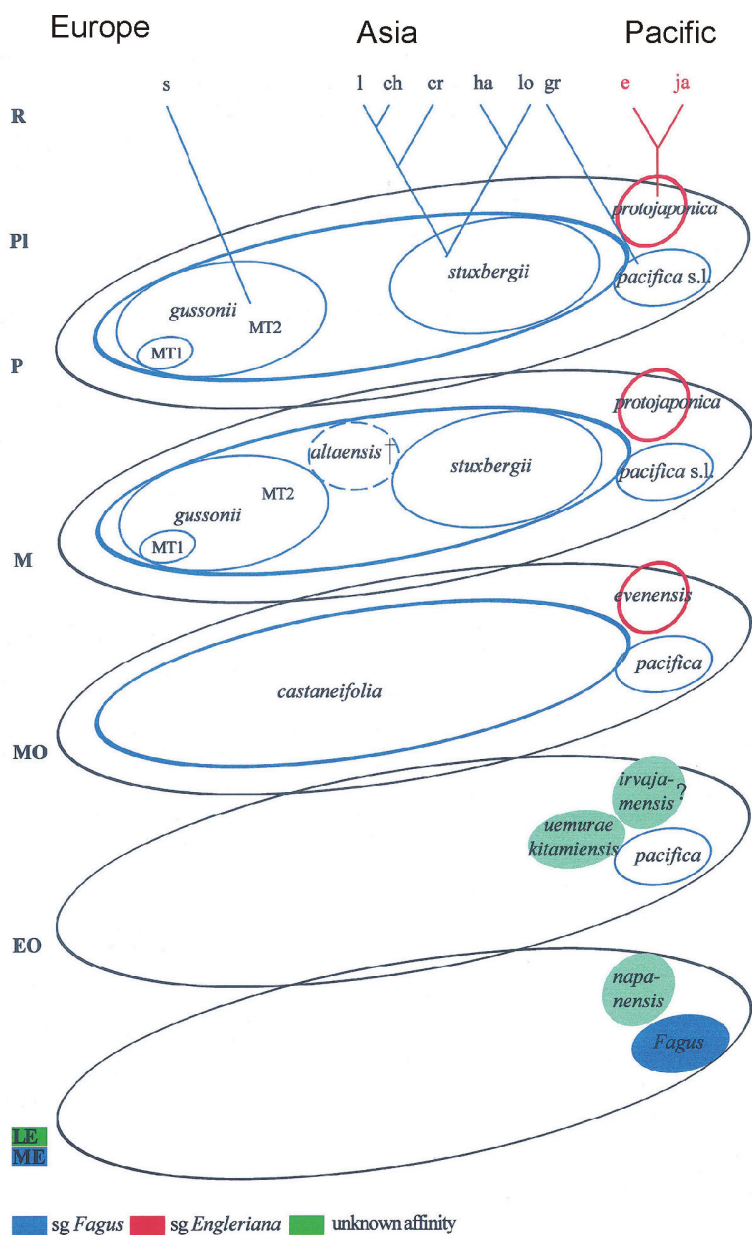 Europe Asia Pacific
s l ch cr ha lo gr e ja
R
protojaponica
Pl
stuxbergii
pacifica s.l.
gussonii
MT2
MT1
P
protojaponica
altaensis†
stuxbergii
pacifica s.l.
MT2
gussonii
MT1
M
evenensis
pacifica
castaneifolia
MO
irvaja-
mensis ?
uemurae
kitamiensis
pacifica
EO
napa-
nensis
Fagus
LE
ME
sg Fagus sg Engleriana unknown affinity